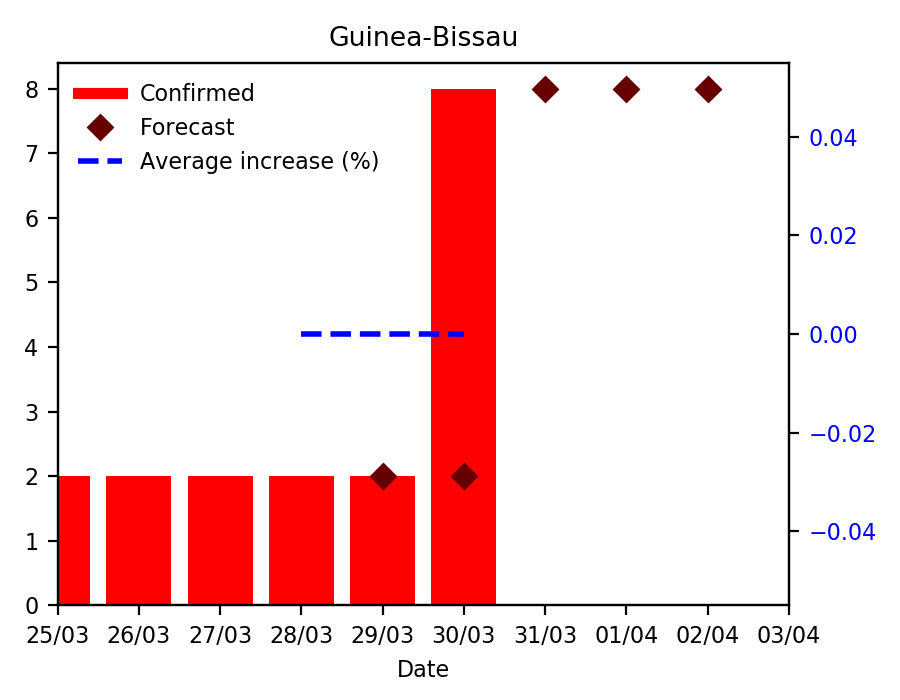 Guinea-Bissau
Confirmed
Forecast
Average increase (%)
8
7
6
5
4
3
2
1
0
0.04
0.02
0.00
−0.02
−0.04
25/03 26/03 27/03 28/03 29/03 30/03 31/03 01/04 02/04 03/04
Date